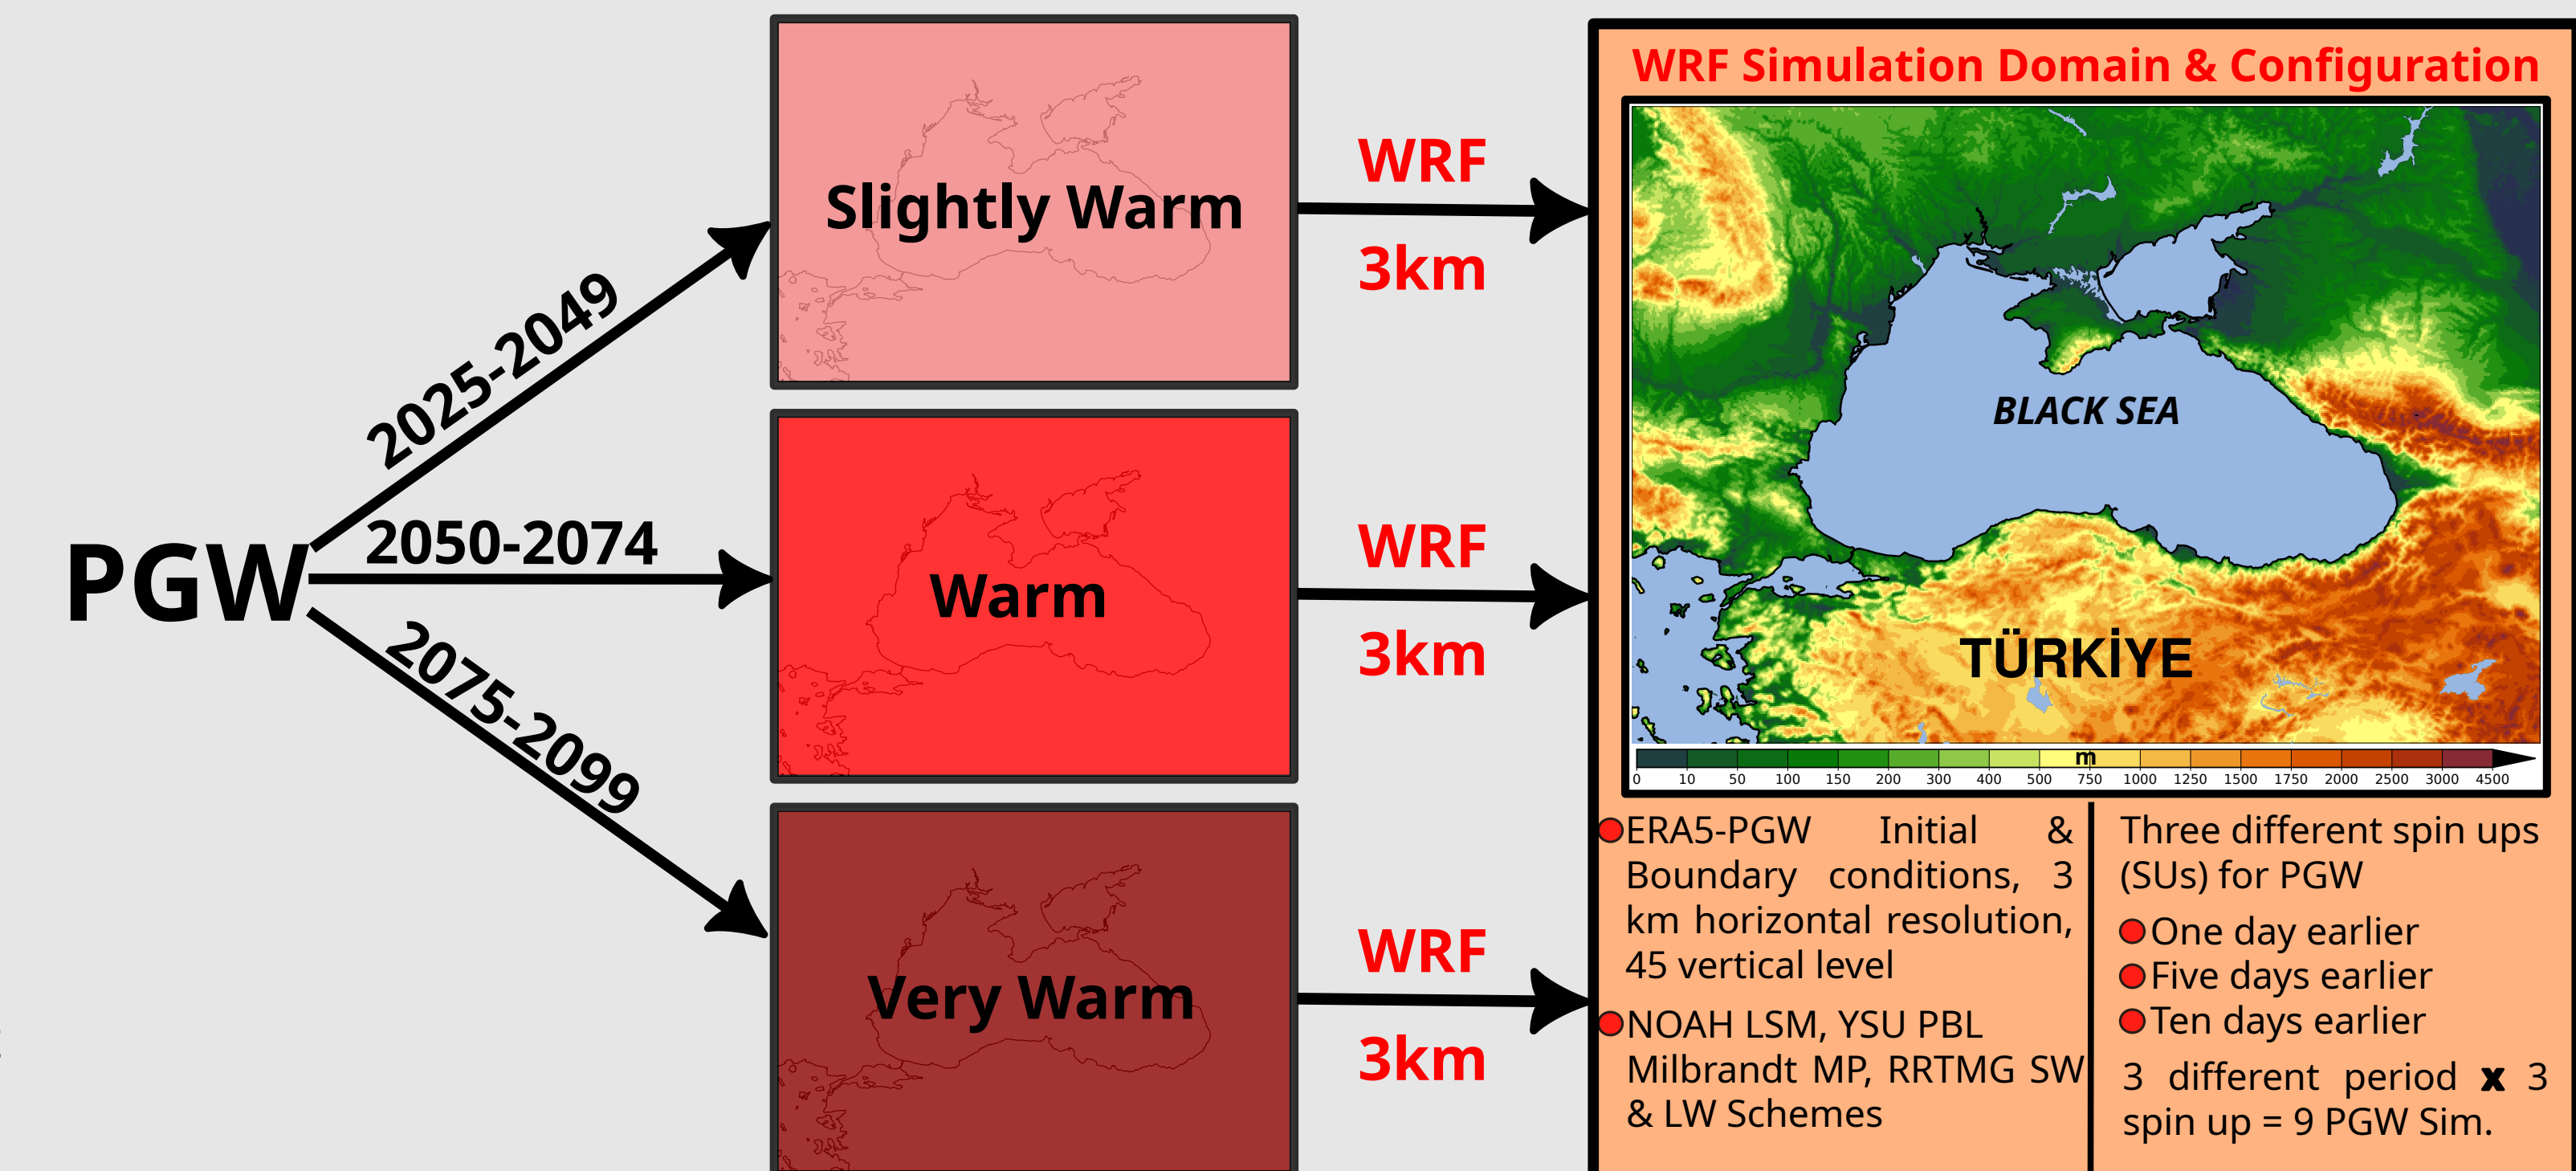 PGW
2025-2049
2050-2074
2075-2099
Slightly Warm
Warm
Very Warm
WRF
3km
WRF
3km
WRF
3km
WRF Simulation Domain & Configuration
BLACK SEA
TÜRKİYE
m
0 10 50 100 150 200 300 400 500 750 1000 1250 1500 1750 2000 2500 3000 4500
ERA5-PGW Initial &
Boundary conditions, 3
km horizontal resolution,
45 vertical level
NOAH LSM, YSU PBL
Milbrandt MP, RRTMG SW
& LW Schemes
Three different spin ups
(SUs) for PGW
One day earlier
Five days earlier
Ten days earlier
3 different period x 3
spin up = 9 PGW Sim.